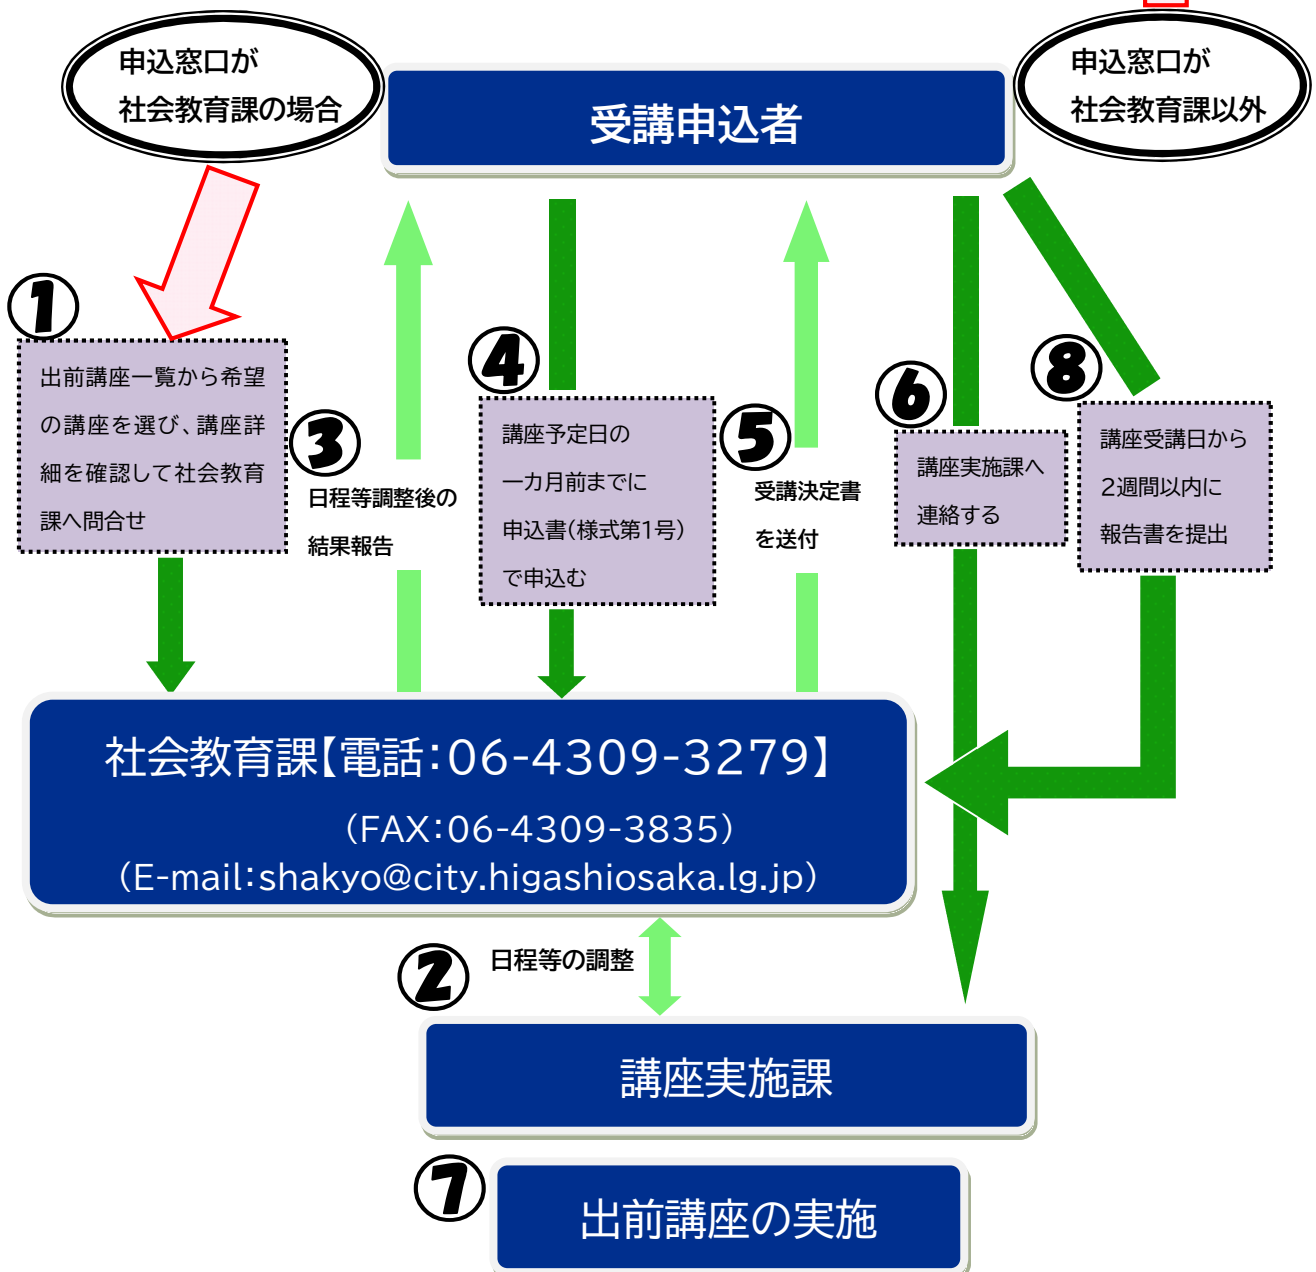 申込窓口が
社会教育課の場合
受講申込者
申込窓口が
社会教育課以外
①
出前講座一覧から希望
の講座を選び、講座詳
細を確認して社会教育
課へ問合せ
③
日程等調整後の
結果報告
④
講座予定日の
一カ月前までに
申込書(様式第1号)
で申込む
⑤
受講決定書
を送付
⑥
講座実施課へ
連絡する
⑧
講座受講日から
2週間以内に
報告書を提出
社会教育課【電話：06-4309-3279】
（FAX：06-4309-3835）
（E-mail：shakyo@city.higashiosaka.lg.jp）
②
日程等の調整
講座実施課
⑦
出前講座の実施